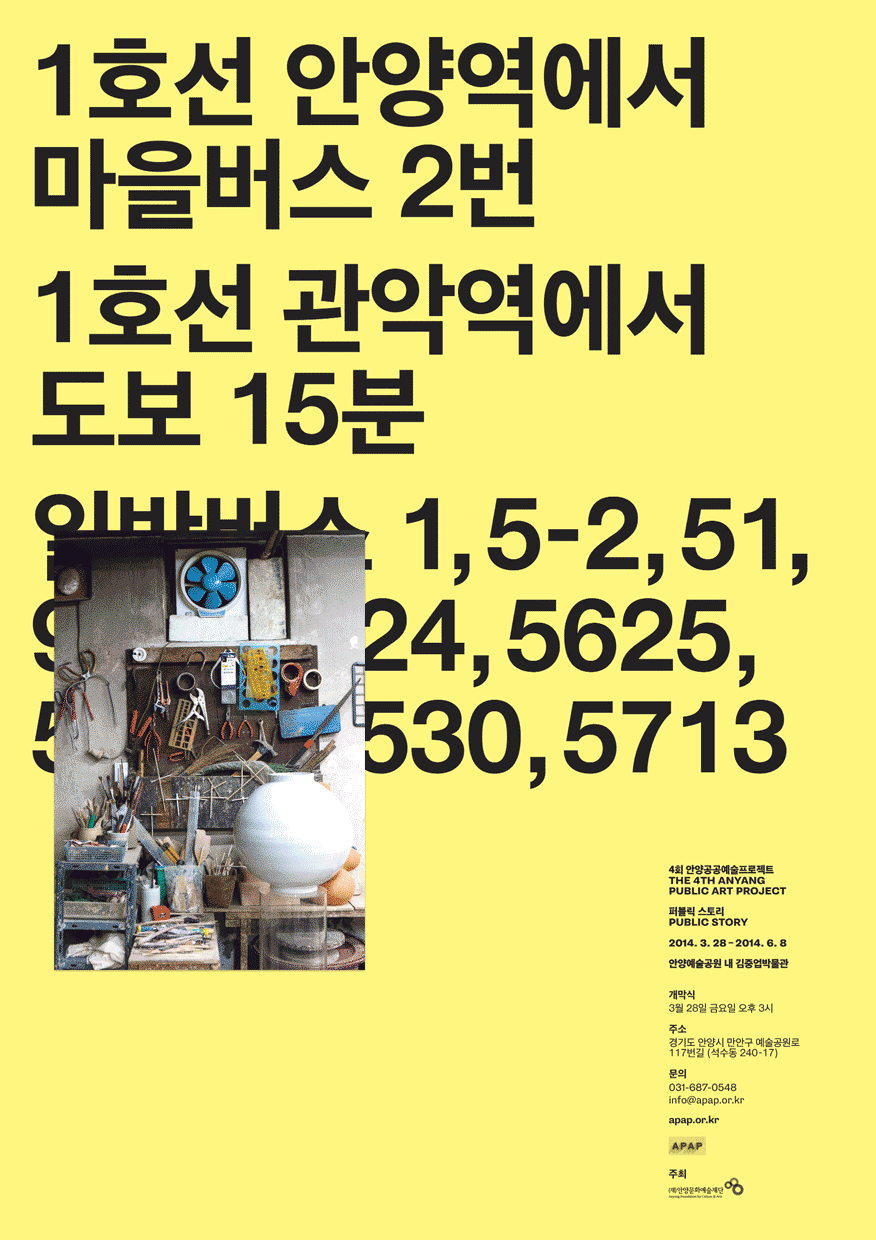 1호선 안양역에서
마을버스 2번
1호선 관악역에서
도보 15분
일반버스 1, 5-2, 51,
24, 5625,
530, 5713
4회 안양공공예술프로젝트
THE 4TH ANYANG
PUBLIC ART PROJECT
퍼블릭 스토리
PUBLIC STORY
2014. 3. 28 – 2014. 6. 8
안양예술공원 내 김중업박물관
개막식
3월 28일 금요일 오후 3시
주소
경기도 안양시 만안구 예술공원로
117번길 (석수동 240-17)
문의
031-687-0548
info@apap.or.kr
apap.or.kr
APAP
주최
(재)안양문화예술재단
Anyang Foundation for Culture & Arts